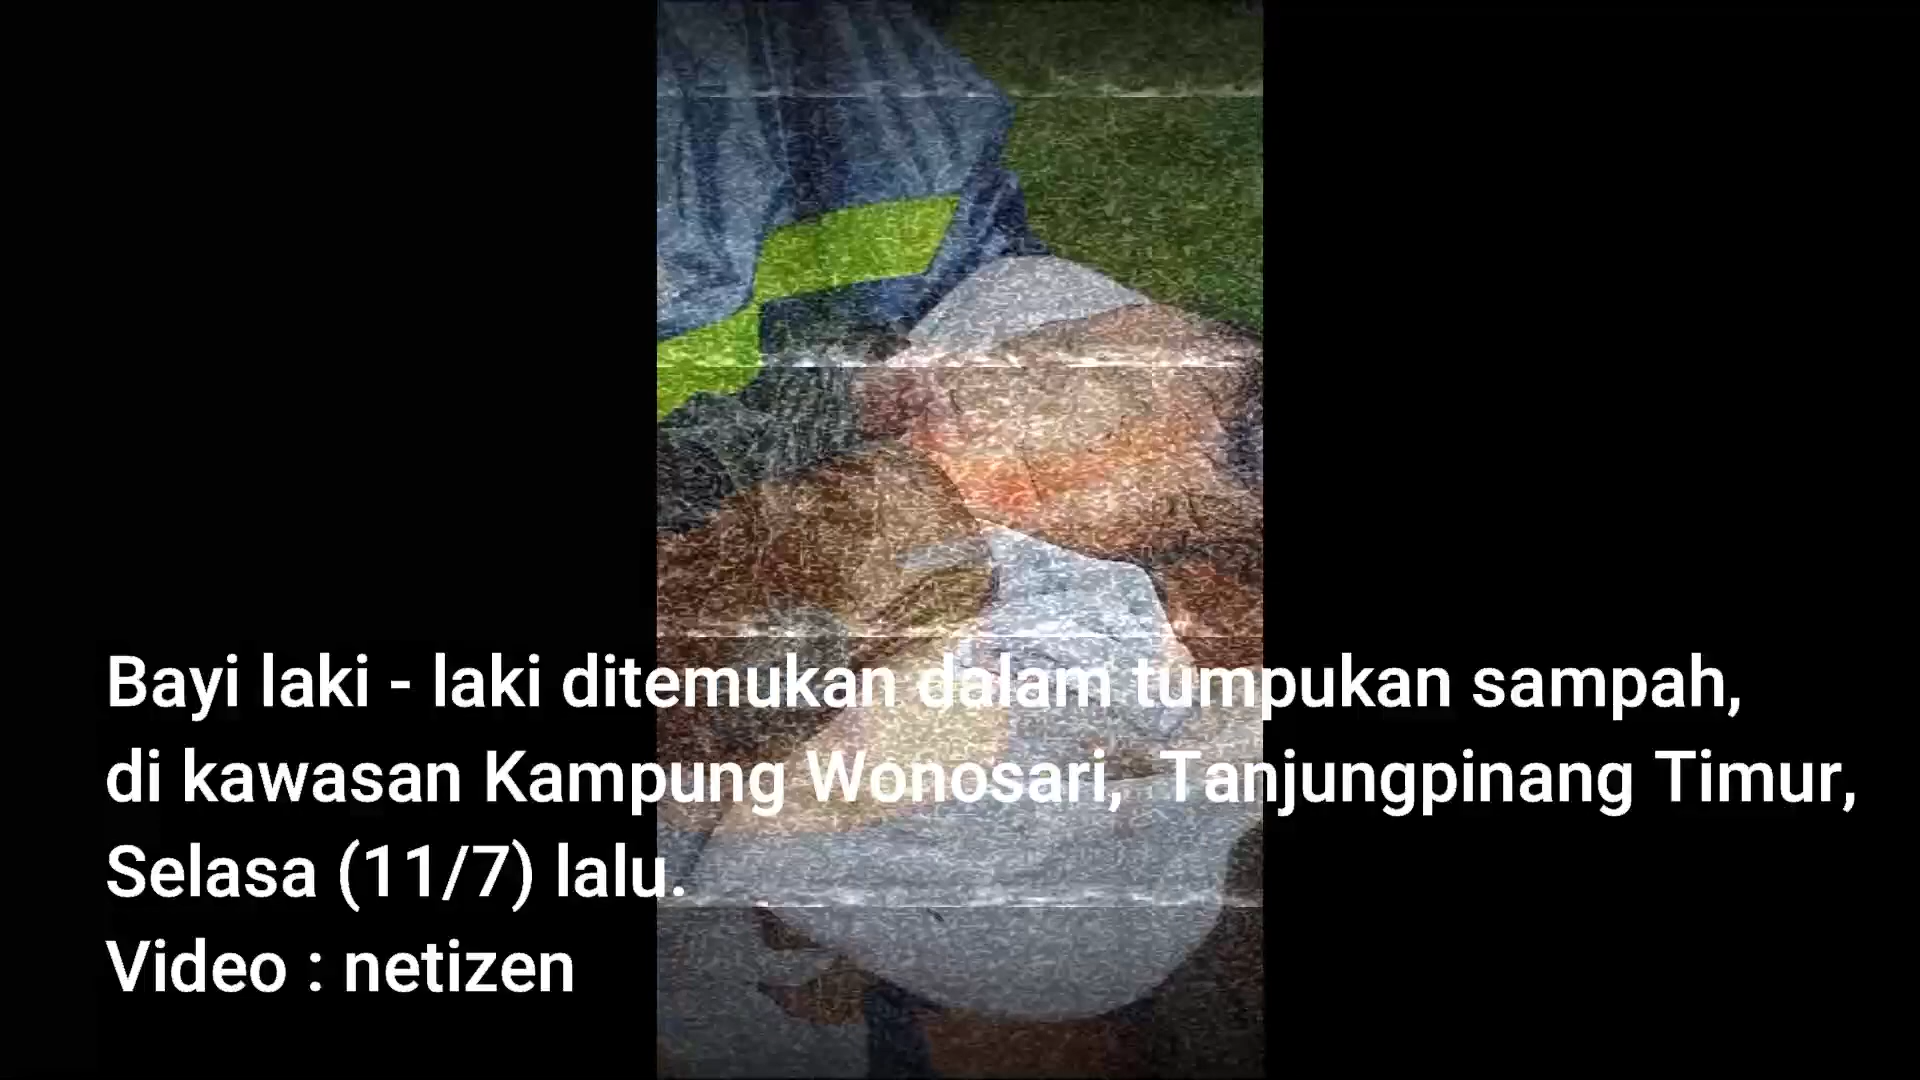 Bayi laki - laki ditemukan dalam tumpukan sampah,
di kawasan Kampung Wonosari, Tanjungpinang Timur,
Selasa (11/7) lalu.
Video : netizen